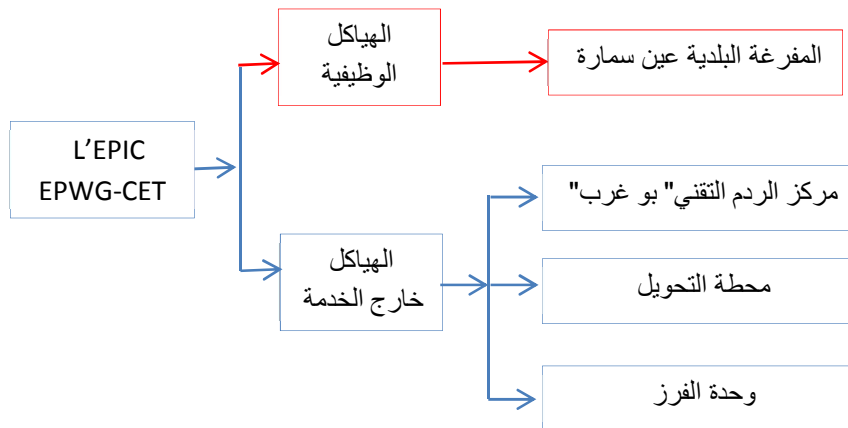 L’EPIC
EPWG-CET
الهياكل
الوظيفية
المفرغة البلدية عين سمارة
الهياكل
خارج الخدمة
مركز الردم التقني" بو غرب"
محطة التحويل
وحدة الفرز